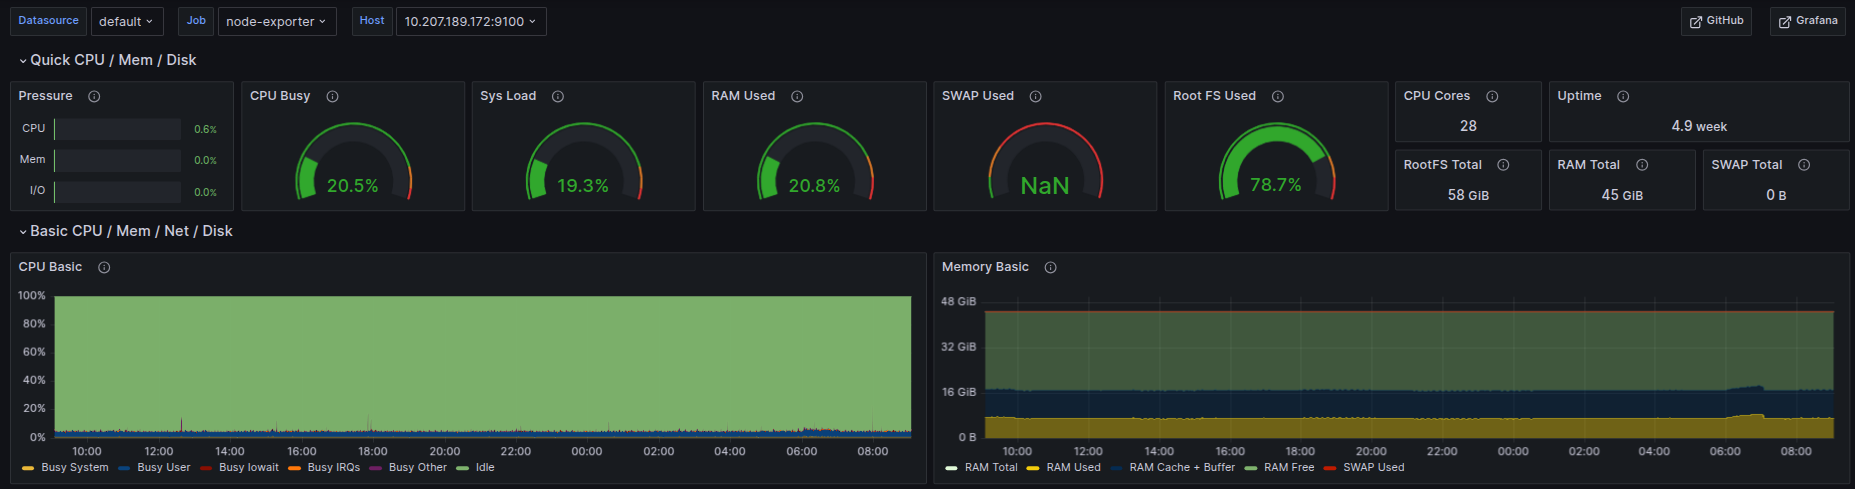 Datasource default Job node-exporter Host 10.207.189.172:9100 GitHub Grafana
Quick CPU / Mem / Disk
Pressure
CPU 0.6%
Mem 0.0%
I/O 0.0%
CPU Busy
20.5%
Sys Load
19.3%
RAM Used
20.8%
SWAP Used
NaN
Root FS Used
78.7%
CPU Cores
28
Uptime
4.9 week
RootFS Total
58 GiB
RAM Total
45 GiB
SWAP Total
0 B
Basic CPU / Mem / Net / Disk
CPU Basic
100%
80%
60%
40%
20%
0%
10:00 12:00 14:00 16:00 18:00 20:00 22:00 00:00 02:00 04:00 06:00 08:00
Busy System Busy User Busy Iowait Busy IRQs Busy Other Idle
Memory Basic
48 GiB
32 GiB
16 GiB
0 B
10:00 12:00 14:00 16:00 18:00 20:00 22:00 00:00 02:00 04:00 06:00 08:00
RAM Total RAM Used RAM Cache + Buffer RAM Free SWAP Used